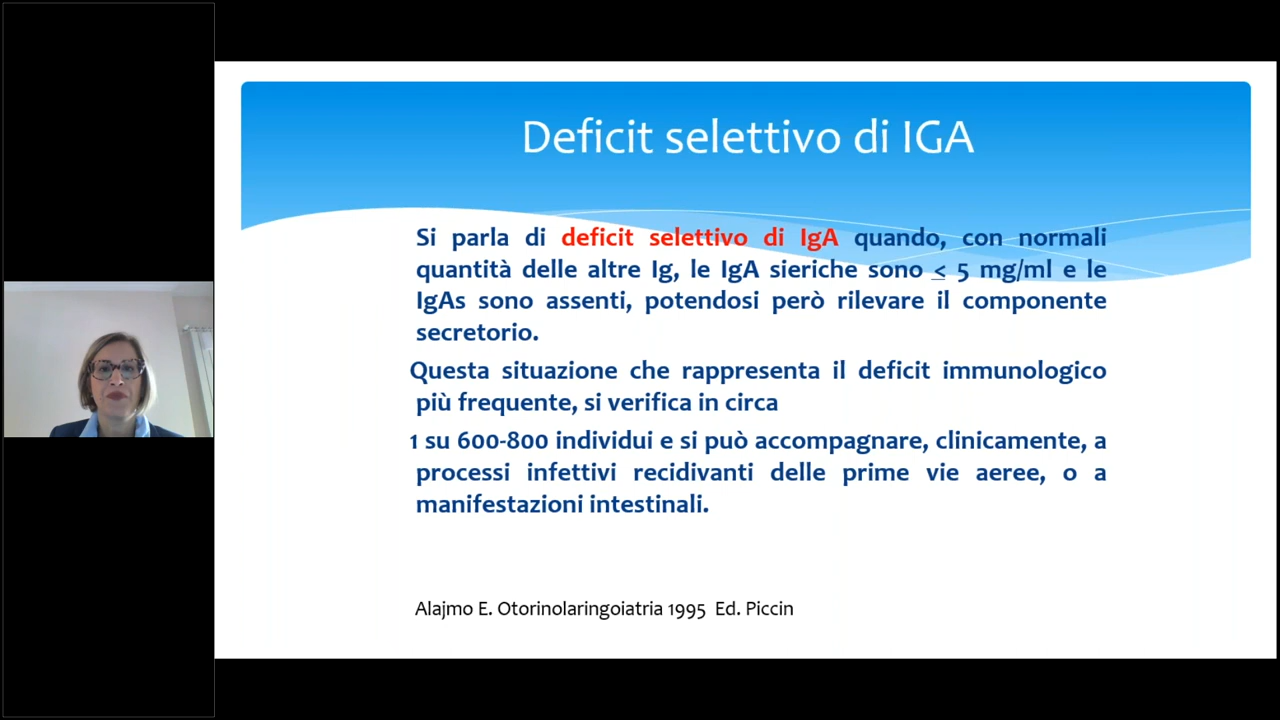 Deficit selettivo di IGA
Si parla di deficit selettivo di IgA quando, con normali
quantità delle altre Ig, le IgA sieriche sono ≤ 5 mg/ml e le
IgAs sono assenti, potendosi però rilevare il componente
secretorio.
Questa situazione che rappresenta il deficit immunologico
più frequente, si verifica in circa
1 su 600-800 individui e si può accompagnare, clinicamente, a
processi infettivi recidivanti delle prime vie aeree, o a
manifestazioni intestinali.
Alajmo E. Otorinolaringoiatria 1995 Ed. Piccin